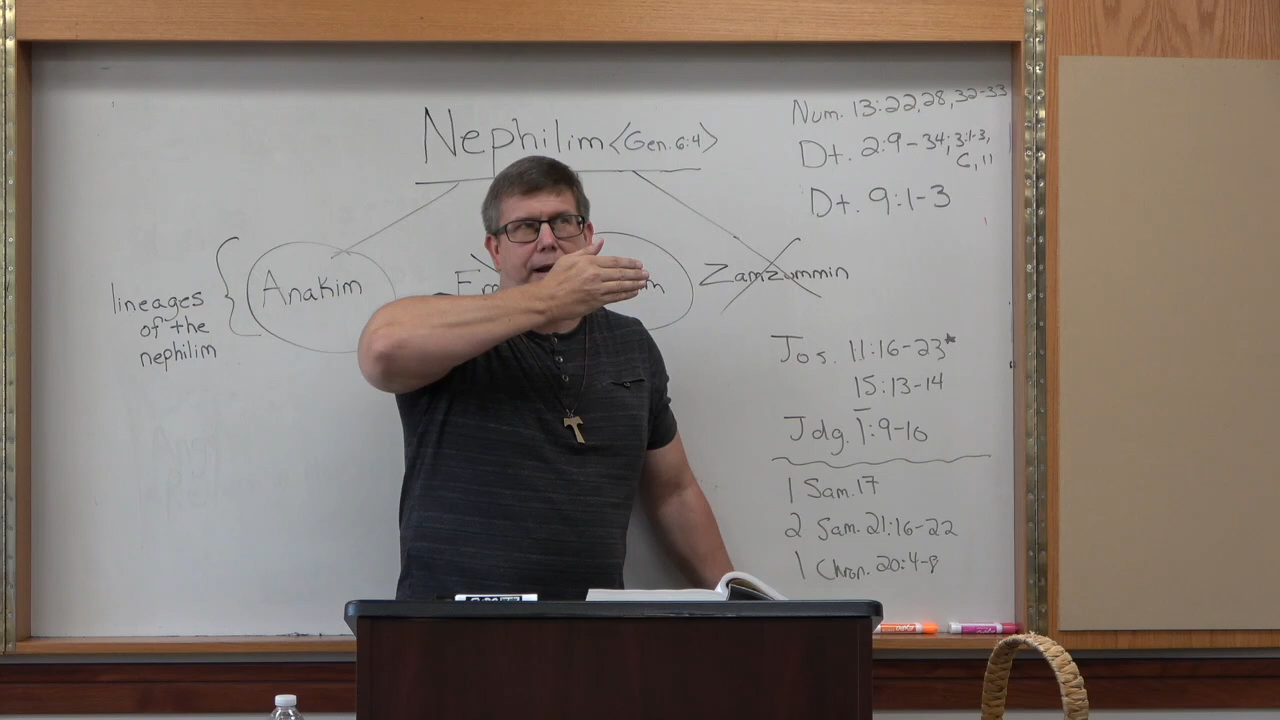 Nephilim <Gen. 6:4>
lineages
of the
nephilim
Anakim
Zamzummin
Num. 13:22,28,32-33
Dt. 2:9-34; 3:1-3,
6,11
Dt. 9:1-3
Jos. 11:16-23*
15:13-14
Jdg. 1:9-10
1 Sam. 17
2 Sam. 21:16-22
1 Chron. 20:4-8